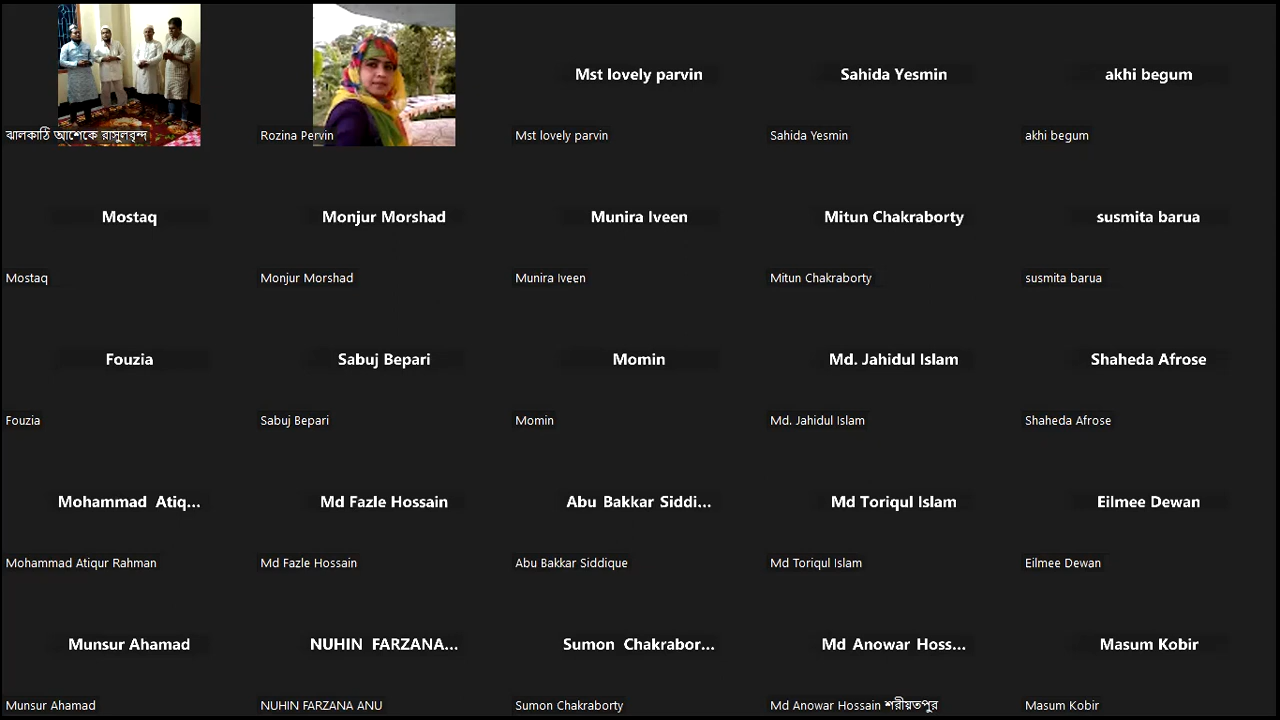 ঝালকাঠি আশেকে রাসুলবৃন্দ
Rozina Pervin
Mst lovely parvin
Mst lovely parvin
Sahida Yesmin
Sahida Yesmin
akhi begum
akhi begum
Mostaq
Mostaq
Monjur Morshad
Monjur Morshad
Munira Iveen
Munira Iveen
Mitun Chakraborty
Mitun Chakraborty
susmita barua
susmita barua
Fouzia
Fouzia
Sabuj Bepari
Sabuj Bepari
Momin
Momin
Md. Jahidul Islam
Md. Jahidul Islam
Shaheda Afrose
Shaheda Afrose
Mohammad Atiq...
Mohammad Atiqur Rahman
Md Fazle Hossain
Md Fazle Hossain
Abu Bakkar Siddi...
Abu Bakkar Siddique
Md Toriqul Islam
Md Toriqul Islam
Eilmee Dewan
Eilmee Dewan
Munsur Ahamad
Munsur Ahamad
NUHIN FARZANA...
NUHIN FARZANA ANU
Sumon Chakrabor...
Sumon Chakraborty
Md Anowar Hoss...
Md Anowar Hossain শরীয়তপুর
Masum Kobir
Masum Kobir